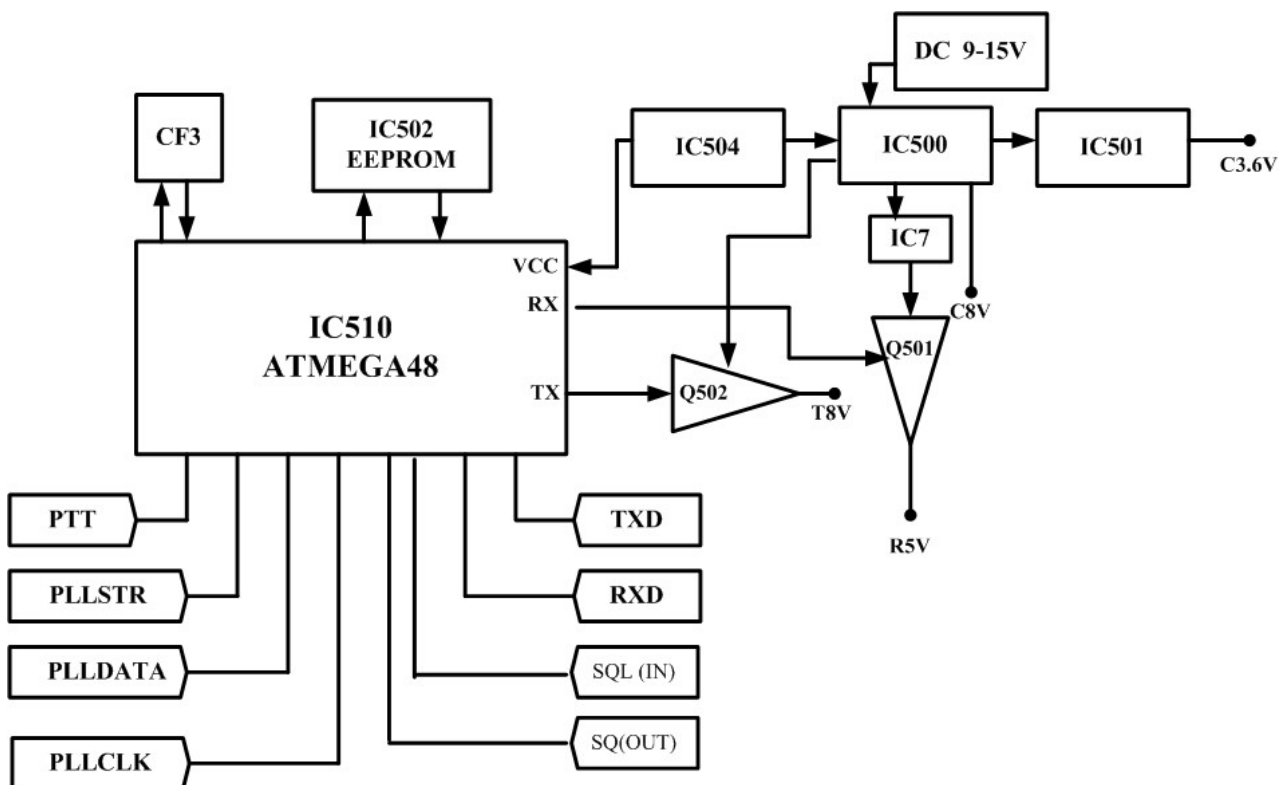 DC 9-15V
CF3
IC502
EEPROM
IC504
IC500
IC501
C3.6V
IC7
VCC
RX
C8V
IC510
ATMEGA48
Q501
TX
Q502
T8V
PTT
TXD
R5V
PLLSTR
RXD
PLLDATA
SQL (IN)
PLLCLK
SQ(OUT)